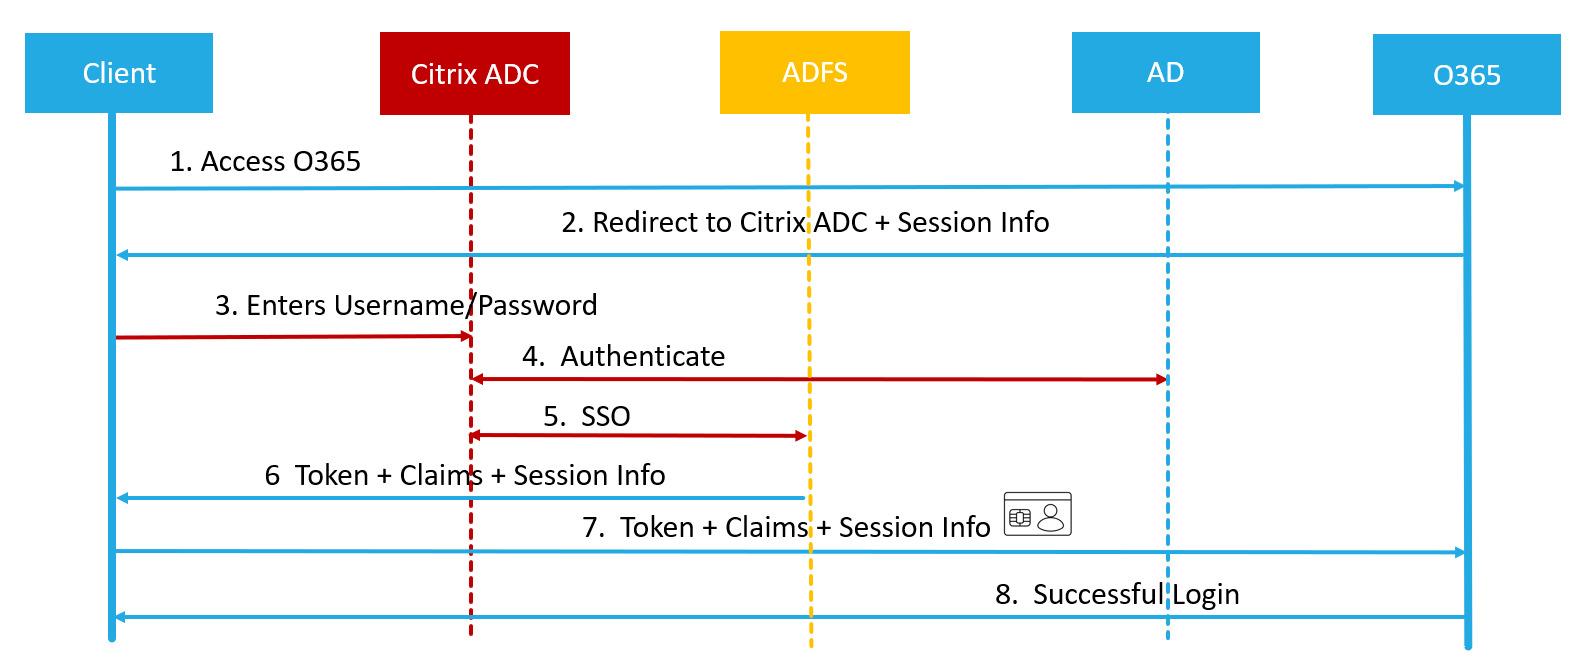 Client
Citrix ADC
ADFS
AD
O365
1. Access O365
2. Redirect to Citrix ADC + Session Info
3. Enters Username/Password
4. Authenticate
5. SSO
6 Token + Claims + Session Info
7. Token + Claims + Session Info
8. Successful Login